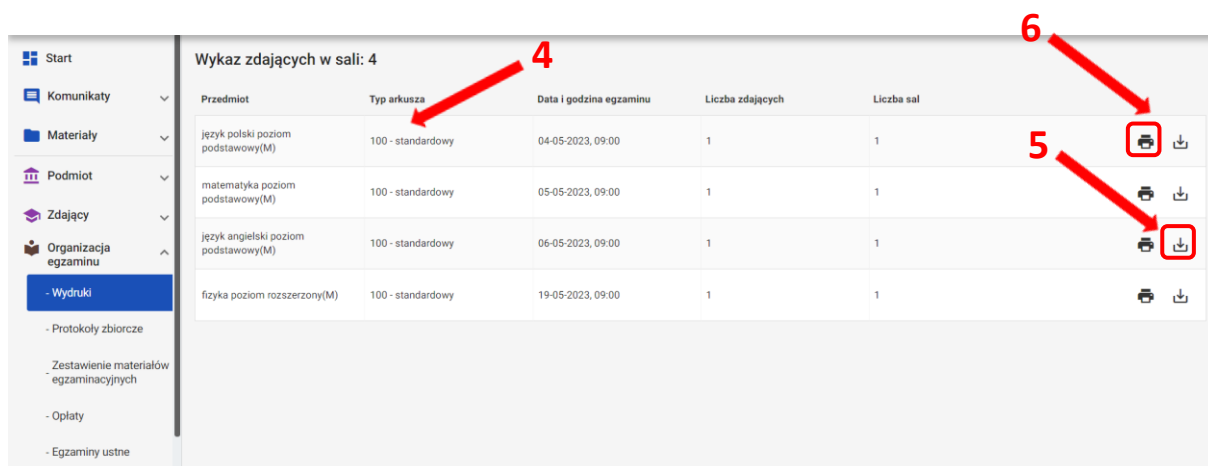 6
Start
Wykaz zdających w sali: 4
4
Komunikaty
Przedmiot Typ arkusza Data i godzina egzaminu Liczba zdających Liczba sal
Materiały
język polski poziom
podstawowy(M)
100 - standardowy 04-05-2023, 09:00 1 1
5
Podmiot
matematyka poziom
podstawowy(M)
100 - standardowy 05-05-2023, 09:00 1 1
Zdający
język angielski poziom
podstawowy(M)
100 - standardowy 06-05-2023, 09:00 1 1
Organizacja
egzaminu
- Wydruki
fizyka poziom rozszerzony(M) 100 - standardowy 19-05-2023, 09:00 1 1
- Protokoły zbiorcze
- Zestawienie materiałów
egzaminacyjnych
- Opłaty
- Egzaminy ustne